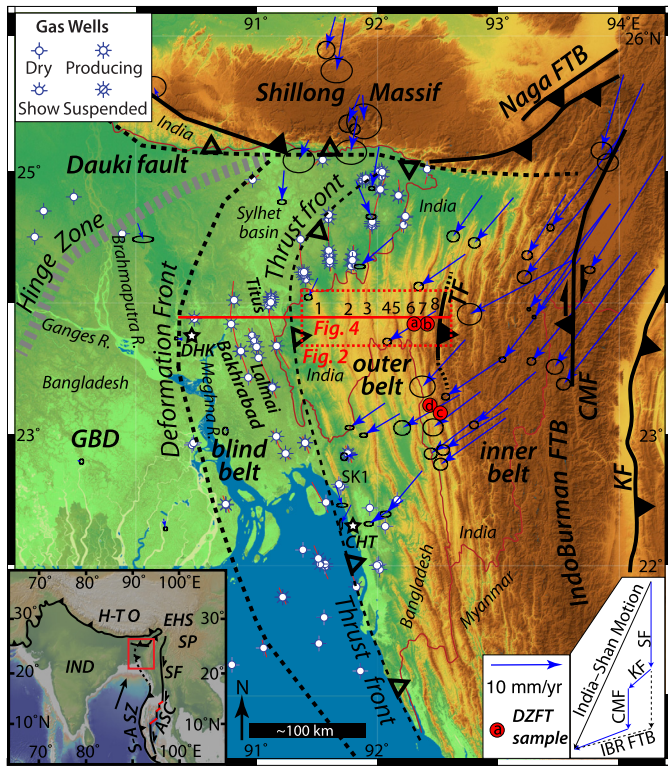 91 92 93 94°E
26°N
Gas Wells
Dry Producing
Show Suspended
Shillong Massif
Naga FTB
India
Dauki fault
25°
Hinge Zone
Brahmaputra R.
Sylhet
basin
Thrust front
India
Deformation Front
Titus
1 2 3 4 5 6 7 8
TF
a b
Fig. 4
Fig. 2
Ganges R.
DHK
Bakhabad
Lalmai
India
outer
belt
CMF
Bangladesh
Meghna R.
d c
23°
GBD
blind
belt
inner
belt
IndoBurman FTB
KF
SK1
CHT
India
22°
Bangladesh
Myanmar
Thrust front
70° 80° 90° 100°E
30°
H-T O
EHS
SP
IND
SF
20°
S-A SZ
ASC
10°N
70° 80° 90° 100°E
N
~100 km
91 92
10 mm/yr
a DZFT
sample
India–Shan Motion
SF
KF
CMF
IBR FTB